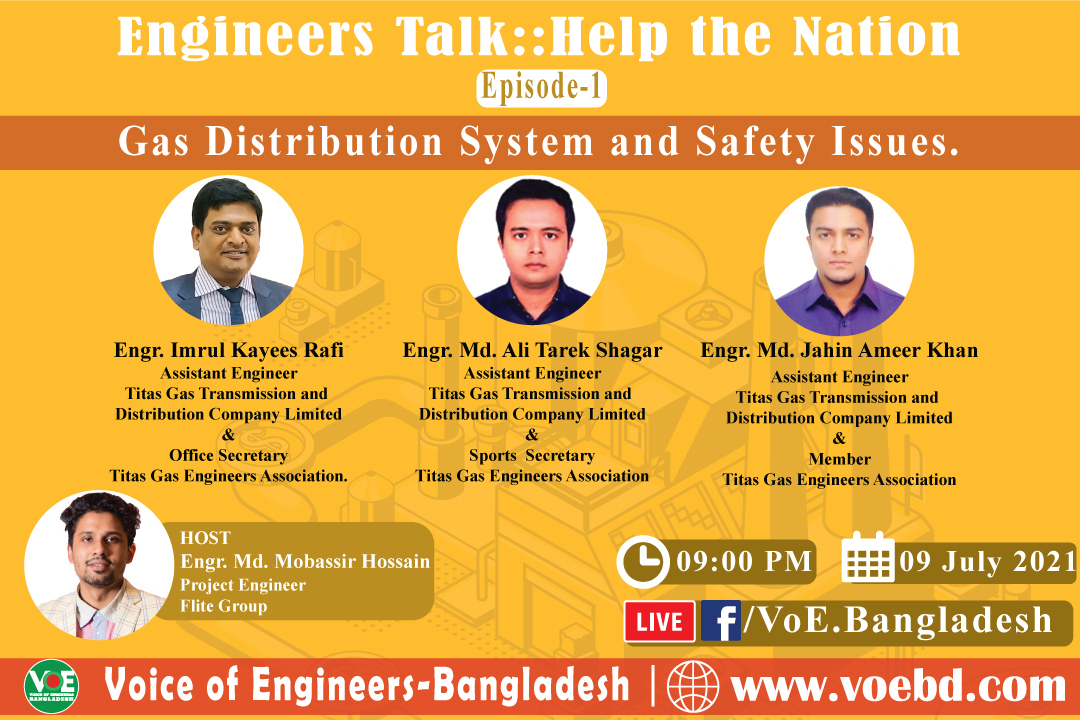 Engineers Talk::Help the Nation
Episode-1
Gas Distribution System and Safety Issues.
Engr. Imrul Kayees Rafi
Assistant Engineer
Titas Gas Transmission and
Distribution Company Limited
&
Office Secretary
Titas Gas Engineers Association.
Engr. Md. Ali Tarek Shagar
Assistant Engineer
Titas Gas Transmission and
Distribution Company Limited
&
Sports Secretary
Titas Gas Engineers Association
Engr. Md. Jahin Ameer Khan
Assistant Engineer
Titas Gas Transmission and
Distribution Company Limited
&
Member
Titas Gas Engineers Association
HOST
Engr. Md. Mobassir Hossain
Project Engineer
Flite Group
09:00 PM
09 July 2021
LIVE f/VoE.Bangladesh
VOE
VOICE OF ENGINEERS
BANGLADESH
Voice of Engineers-Bangladesh | www.voebd.com